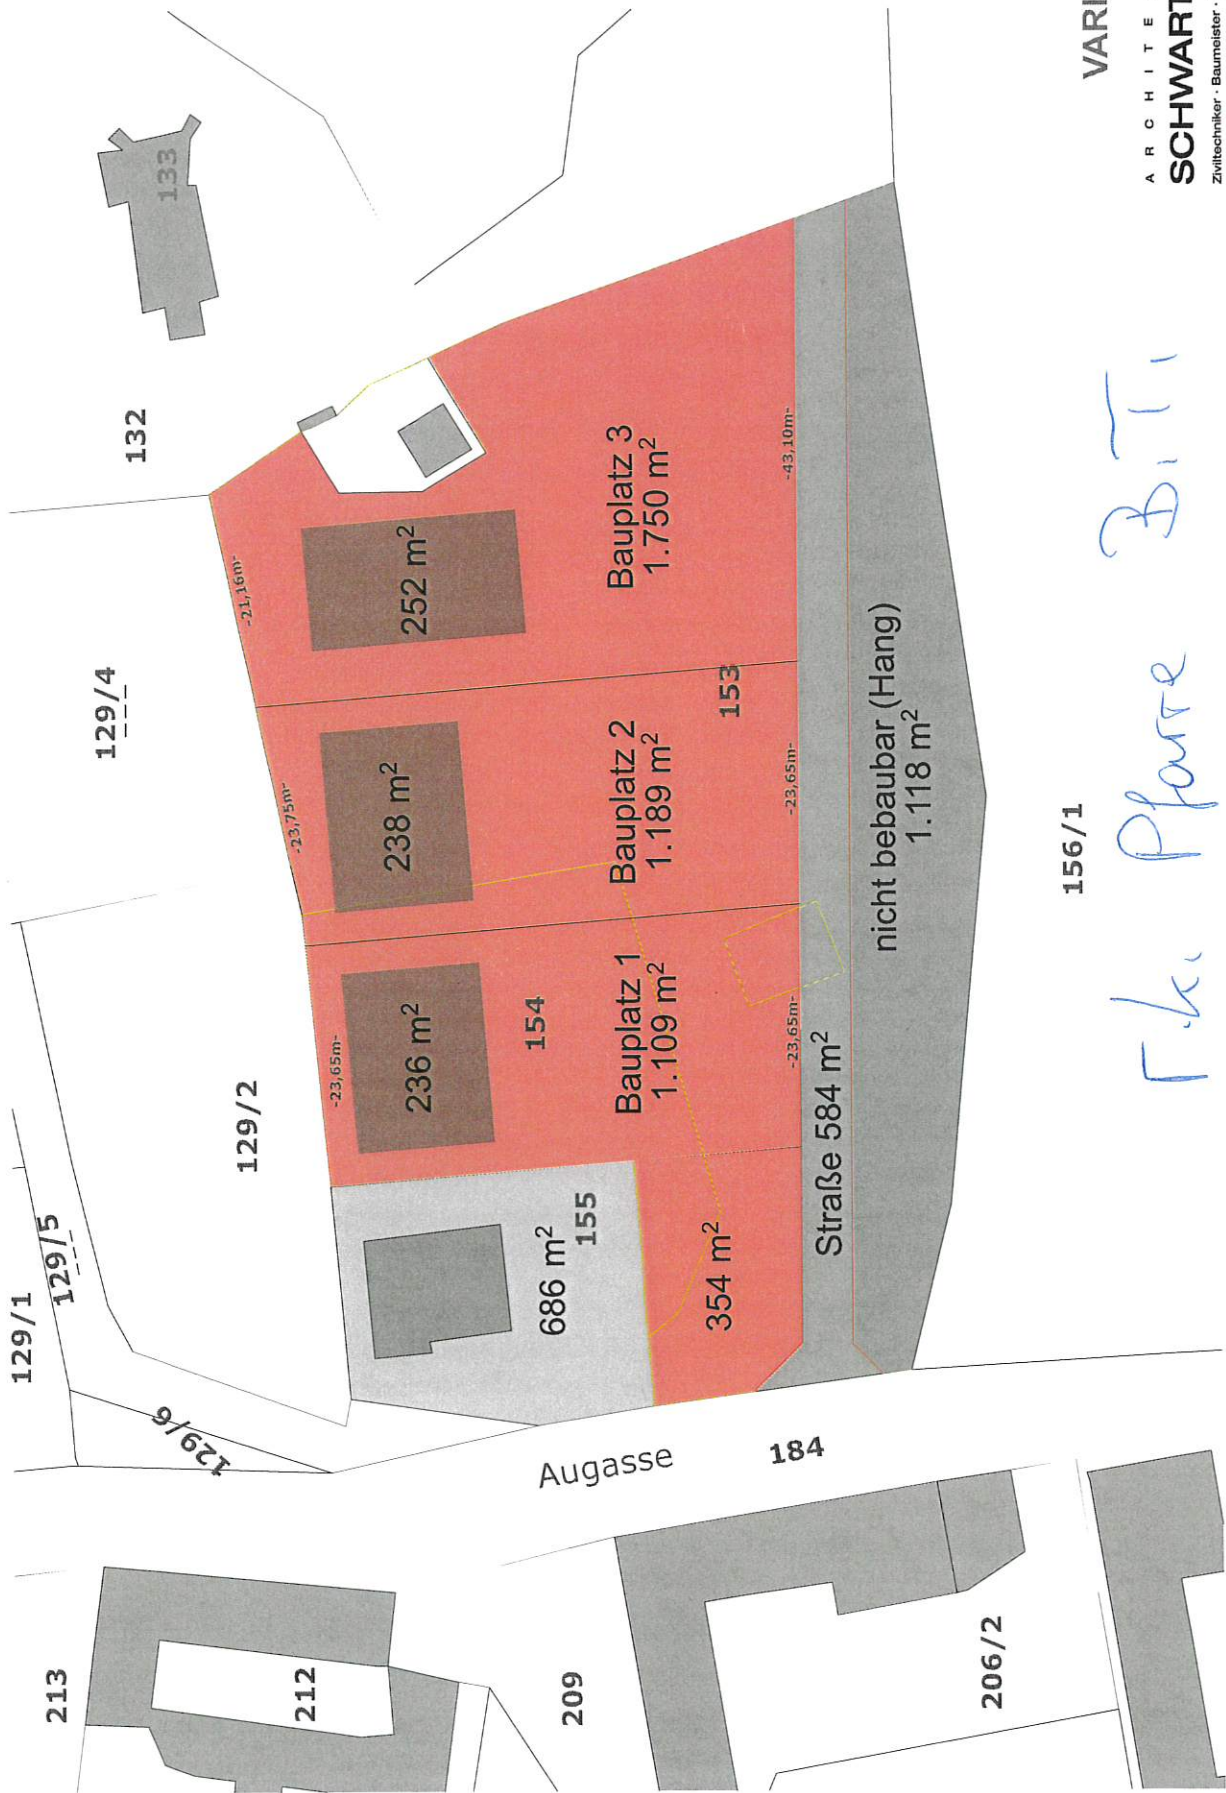 133
132
129/4
129/2
129/1
129/5
129/6
-21,16m-
-23,75m-
-23,65m-
252 m²
238 m²
236 m²
154
155
686 m²
Bauplatz 3
1.750 m²
Bauplatz 2
1.189 m²
Bauplatz 1
1.109 m²
153
354 m²
-43,10m-
-23,65m-
-23,65m-
Straße 584 m²
nicht bebaubar (Hang)
1.118 m²
156/1
Augasse
184
213
212
209
206/2
VARI
ARCHITE
SCHWART
Ziviltechniker · Baumeister ·
Pfarre